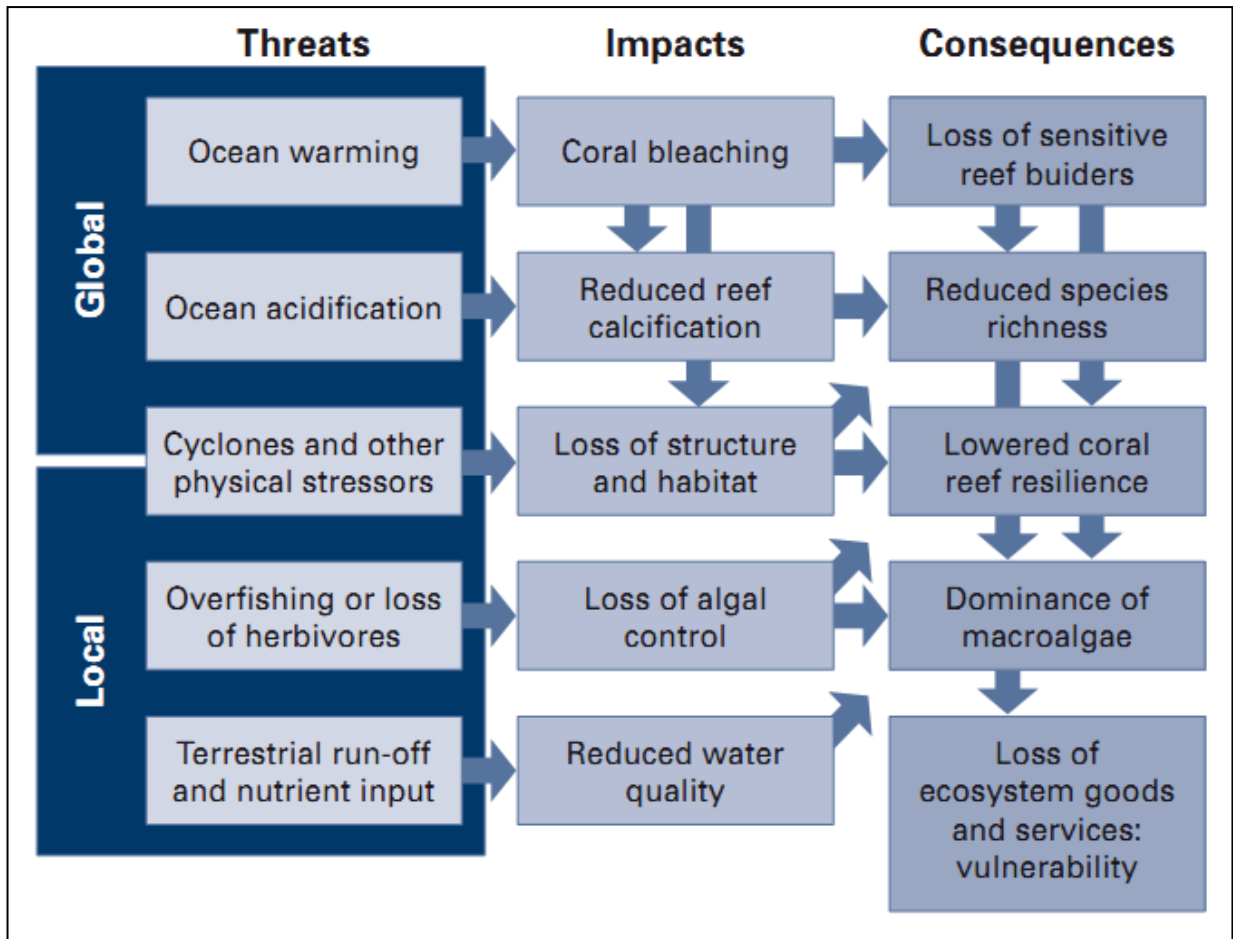 Threats
Impacts
Consequences
Global
Ocean warming
Coral bleaching
Loss of sensitive
reef buiders
Ocean acidification
Reduced reef
calcification
Reduced species
richness
Cyclones and other
physical stressors
Loss of structure
and habitat
Lowered coral
reef resilience
Local
Overfishing or loss
of herbivores
Loss of algal
control
Dominance of
macroalgae
Terrestrial run-off
and nutrient input
Reduced water
quality
Loss of
ecosystem goods
and services:
vulnerability